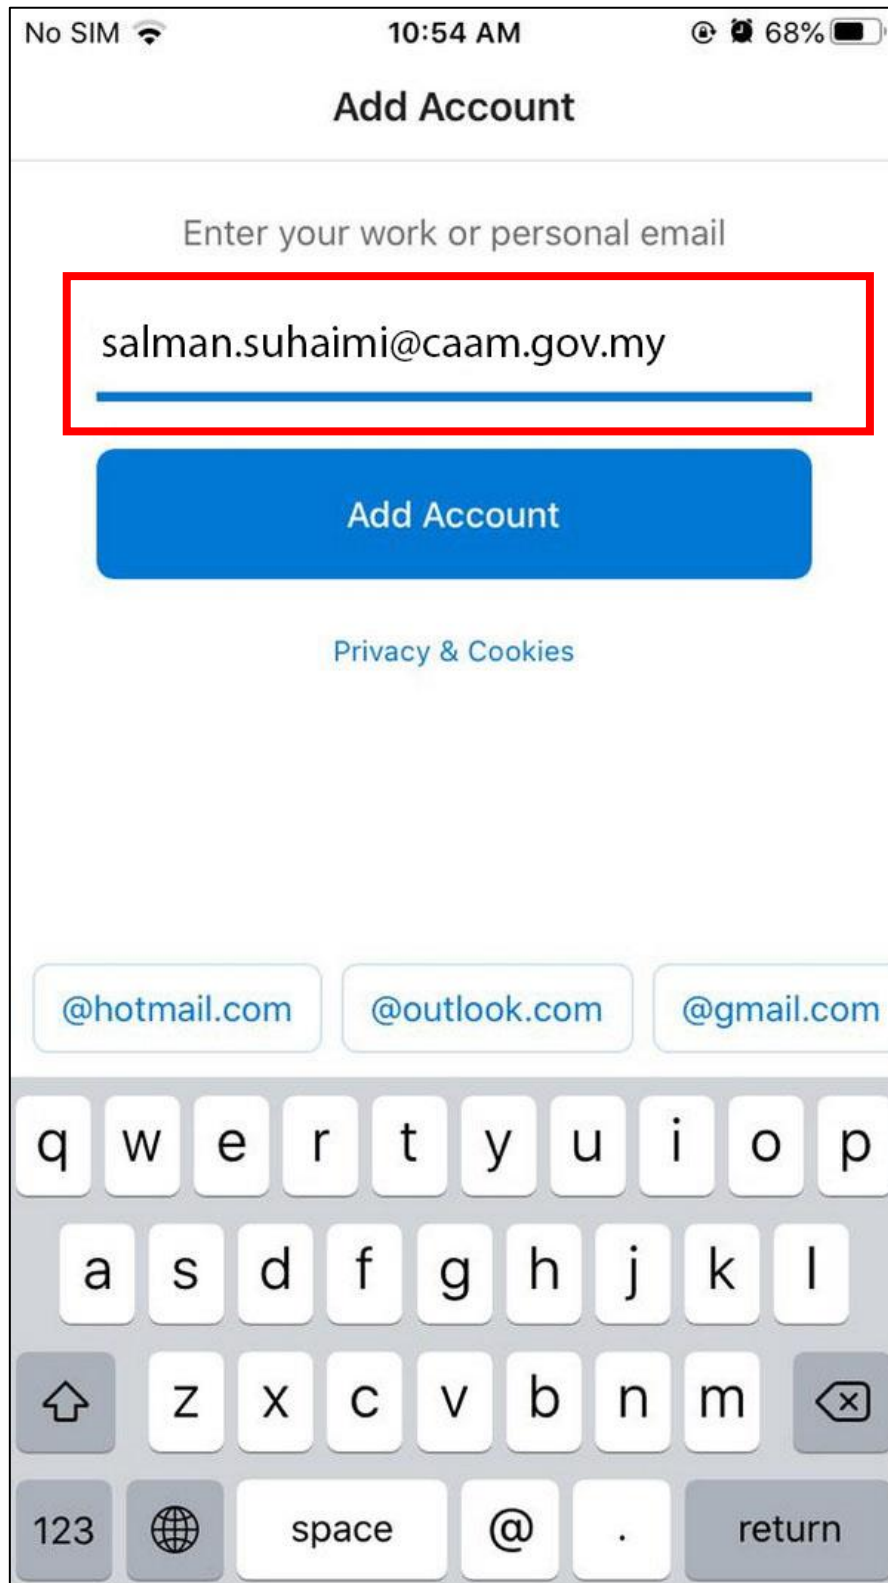 No SIM 10:54 AM 68%
Add Account
Enter your work or personal email
salman.suhaimi@caam.gov.my
Add Account
Privacy & Cookies
@hotmail.com @outlook.com @gmail.com
q w e r t y u i o p
a s d f g h j k l
z x c v b n m
123 space @ . return